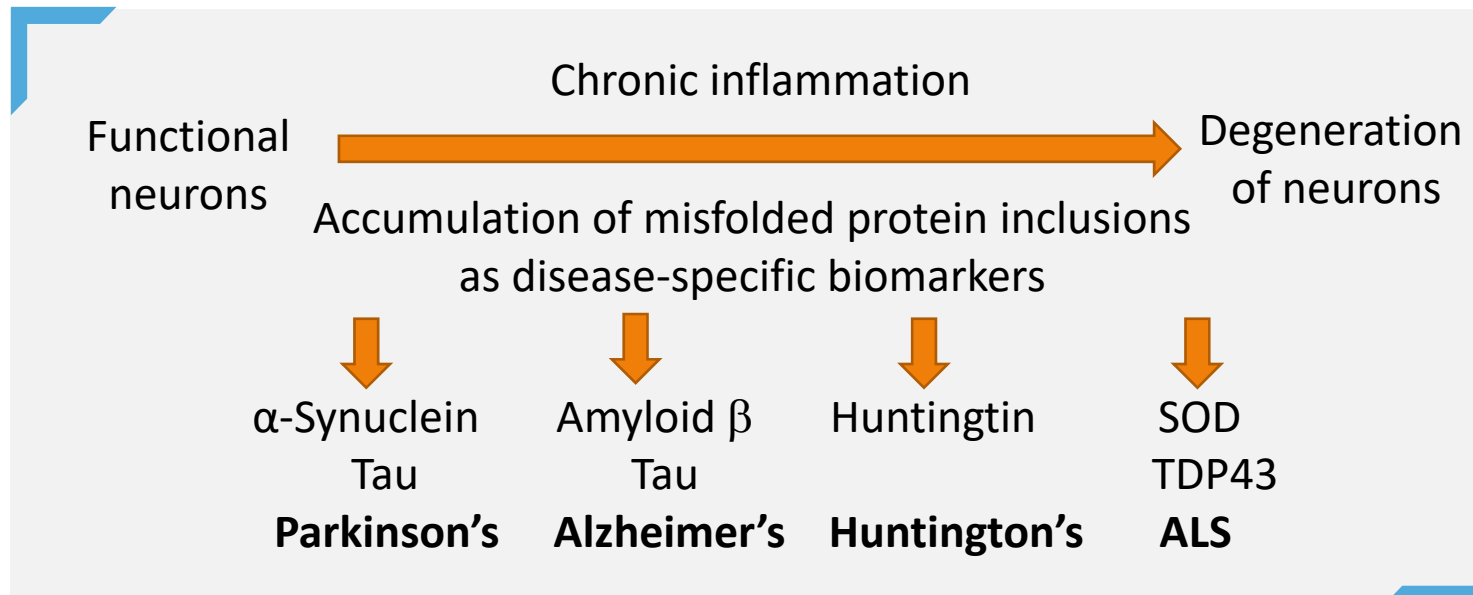 Chronic inflammation
Functional
neurons
Degeneration
of neurons
Accumulation of misfolded protein inclusions
as disease-specific biomarkers
α-Synuclein
Tau
Parkinson’s
Amyloid β
Tau
Alzheimer’s
Huntingtin
Huntington’s
SOD
TDP43
ALS